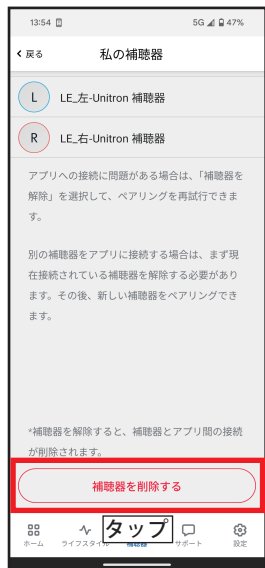 13:54 5G 47%
戻る 私の補聴器
L LE_左-Unitron 補聴器
R LE_右-Unitron 補聴器
アプリへの接続に問題がある場合は、「補聴器を
解除」を選択して、ペアリングを再試行できま
す。
別の補聴器をアプリに接続する場合は、まず現
在接続されている補聴器を解除する必要があり
ます。その後、新しい補聴器をペアリングでき
ます。
*補聴器を解除すると、補聴器とアプリ間の接続
が削除されます。
補聴器を削除する
タップ
ホーム ライフスタイル 補聴器 サポート 設定